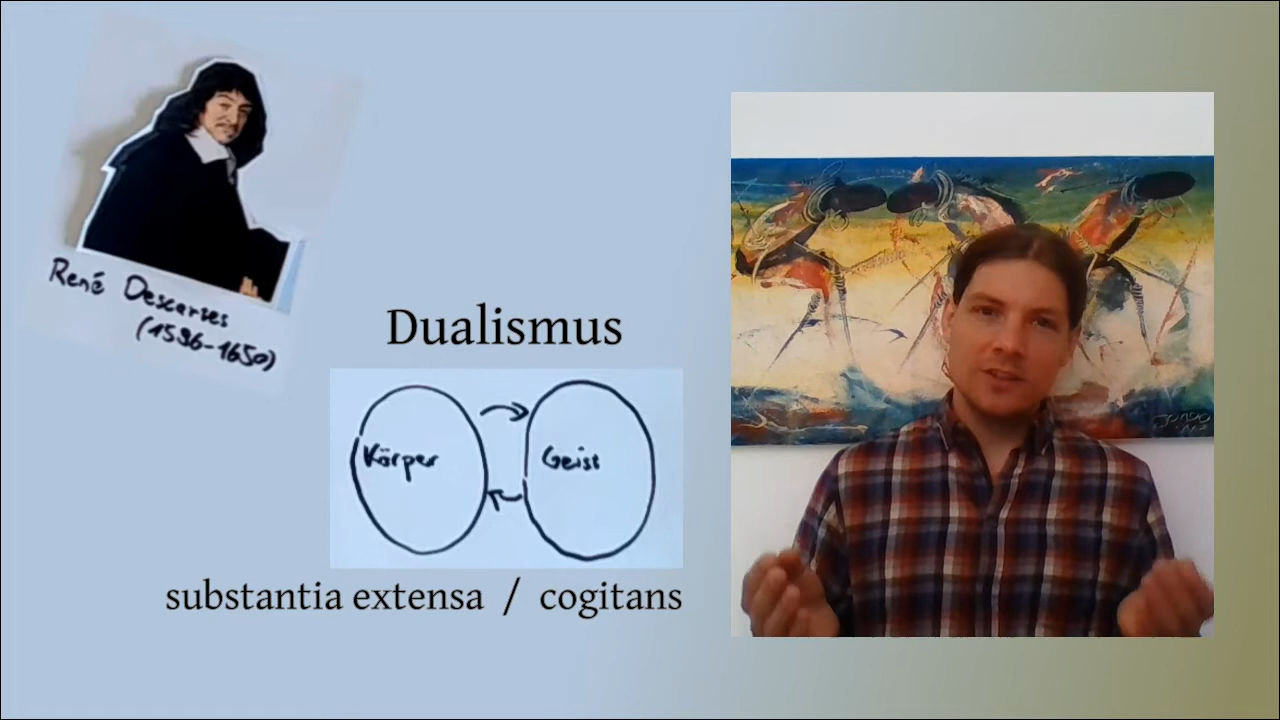 René Descartes
(1596-1650)
Dualismus
Körper
Geist
substantia extensa / cogitans